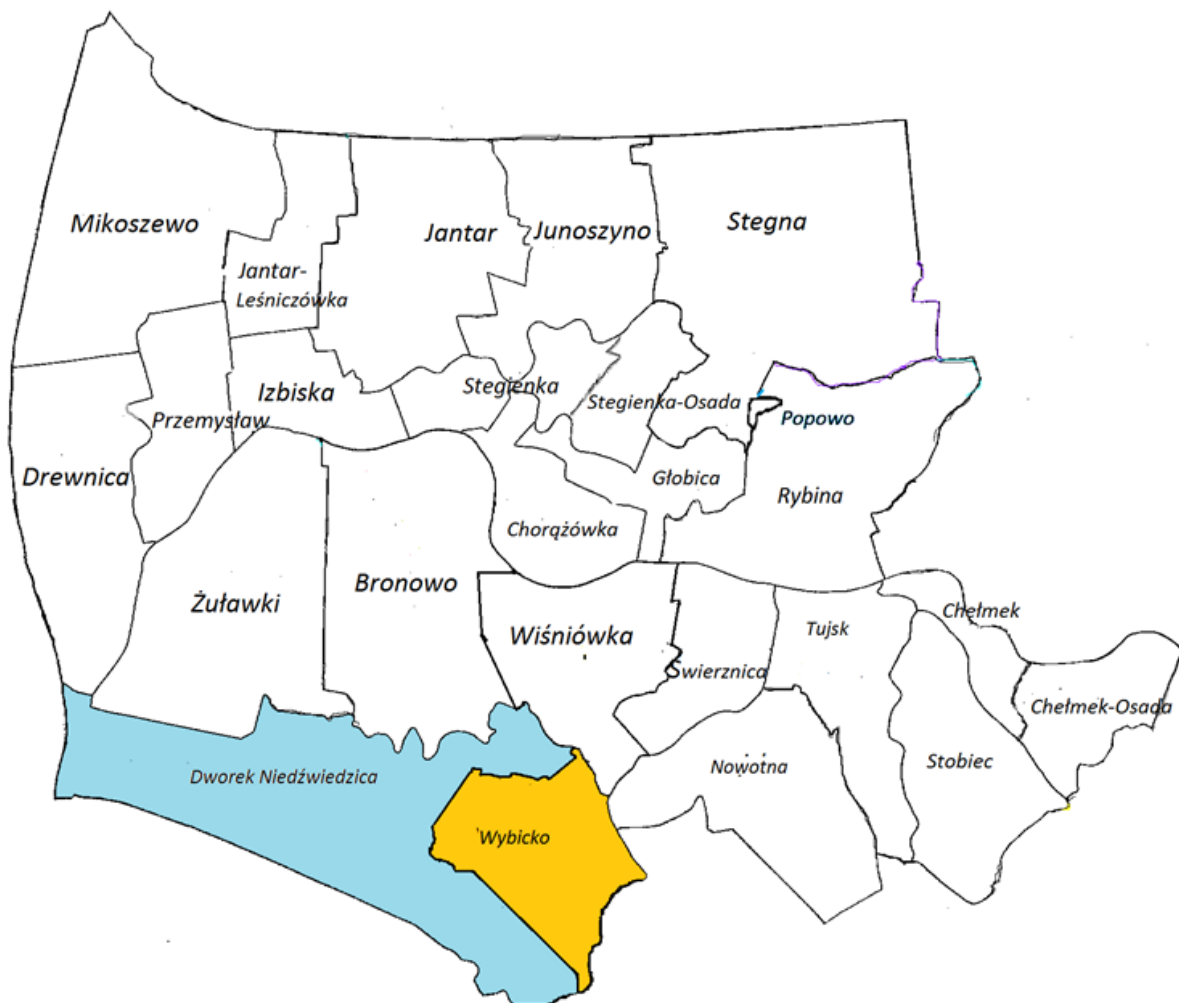 Mikoszewo
Jantar
Junoszyno
Stegna
Jantar-
Leśniczówka
Izbiska
Stegienka
Stegienka-Osada
Przemysław
Popowo
Drewnica
Głobica
Rybina
Chorążówka
Żuławki
Bronowo
Wiśniówka
Świerznica
Tujsk
Chełmek
Chełmek-Osada
Dworek Niedźwiedzica
Nowotna
Stobiec
Wybicko